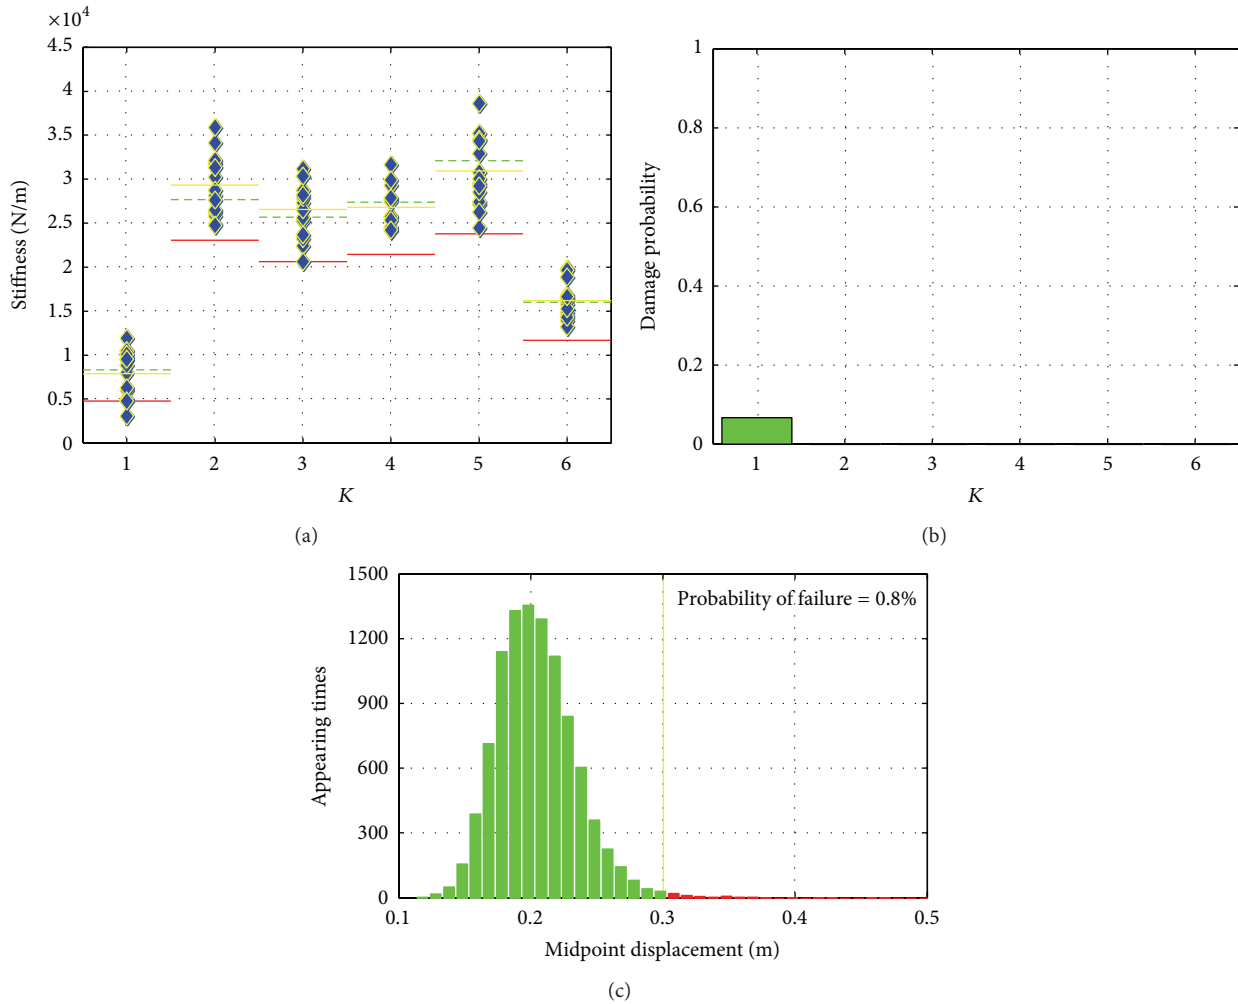 ×10⁴
4.5
4
3.5
3
2.5
2
1.5
1
0.5
0
Stiffness (N/m)
1 2 3 4 5 6
K
(a)
1
0.8
0.6
0.4
0.2
0
Damage probability
1 2 3 4 5 6
K
(b)
1500
1200
900
600
300
0
Appearing times
Probability of failure = 0.8%
0.1 0.2 0.3 0.4 0.5
Midpoint displacement (m)
(c)